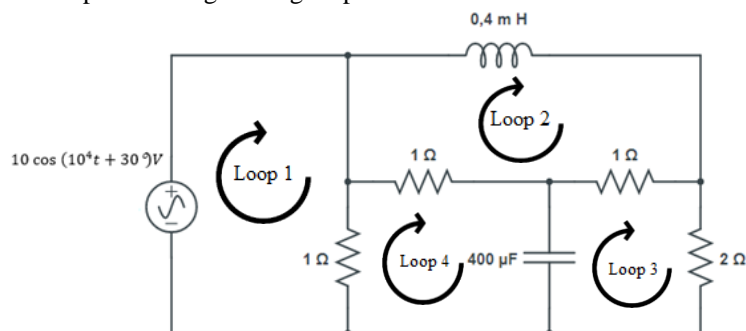 0,4 m H
Loop 2
10 cos (10⁴t + 30°)V
Loop 1
1 Ω
1 Ω
1 Ω
Loop 4
400 µF
Loop 3
2 Ω